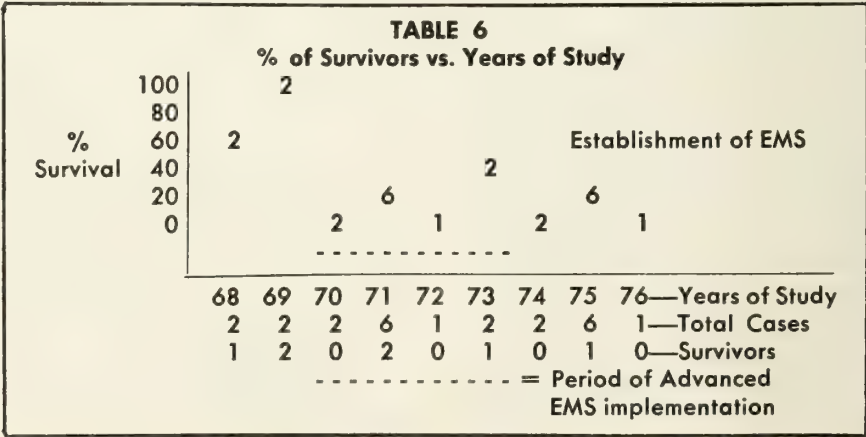 TABLE 6
% of Survivors vs. Years of Study
100 2
80
% 60 2 Establishment of EMS
Survival 40 2
20 6 6
0 2 1 2 1
- - - - - - - - - - - - -
68 69 70 71 72 73 74 75 76—Years of Study
2 2 2 6 1 2 2 6 1—Total Cases
1 2 0 2 0 1 0 1 0—Survivors
- - - - - - - - - - - - - = Period of Advanced
EMS implementation